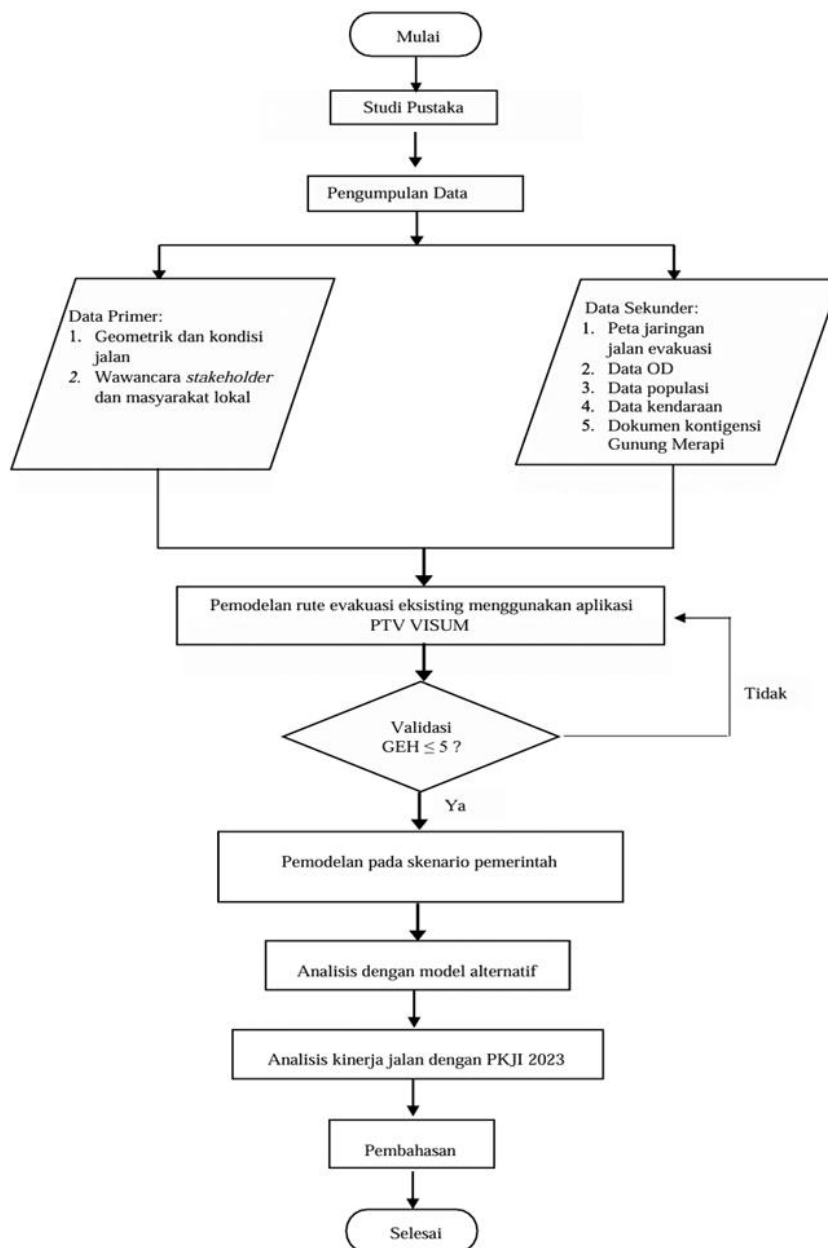 Mulai
Studi Pustaka
Pengumpulan Data
Data Primer:
1. Geometrik dan kondisi
jalan
2. Wawancara stakeholder
dan masyarakat lokal
Data Sekunder:
1. Peta jaringan
jalan evakuasi
2. Data OD
3. Data populasi
4. Data kendaraan
5. Dokumen kontigensi
Gunung Merapi
Pemodelan rute evakuasi eksisting menggunakan aplikasi
PTV VISUM
Tidak
Validasi
GEH ≤ 5 ?
Ya
Pemodelan pada skenario pemerintah
Analisis dengan model alternatif
Analisis kinerja jalan dengan PKJI 2023
Pembahasan
Selesai